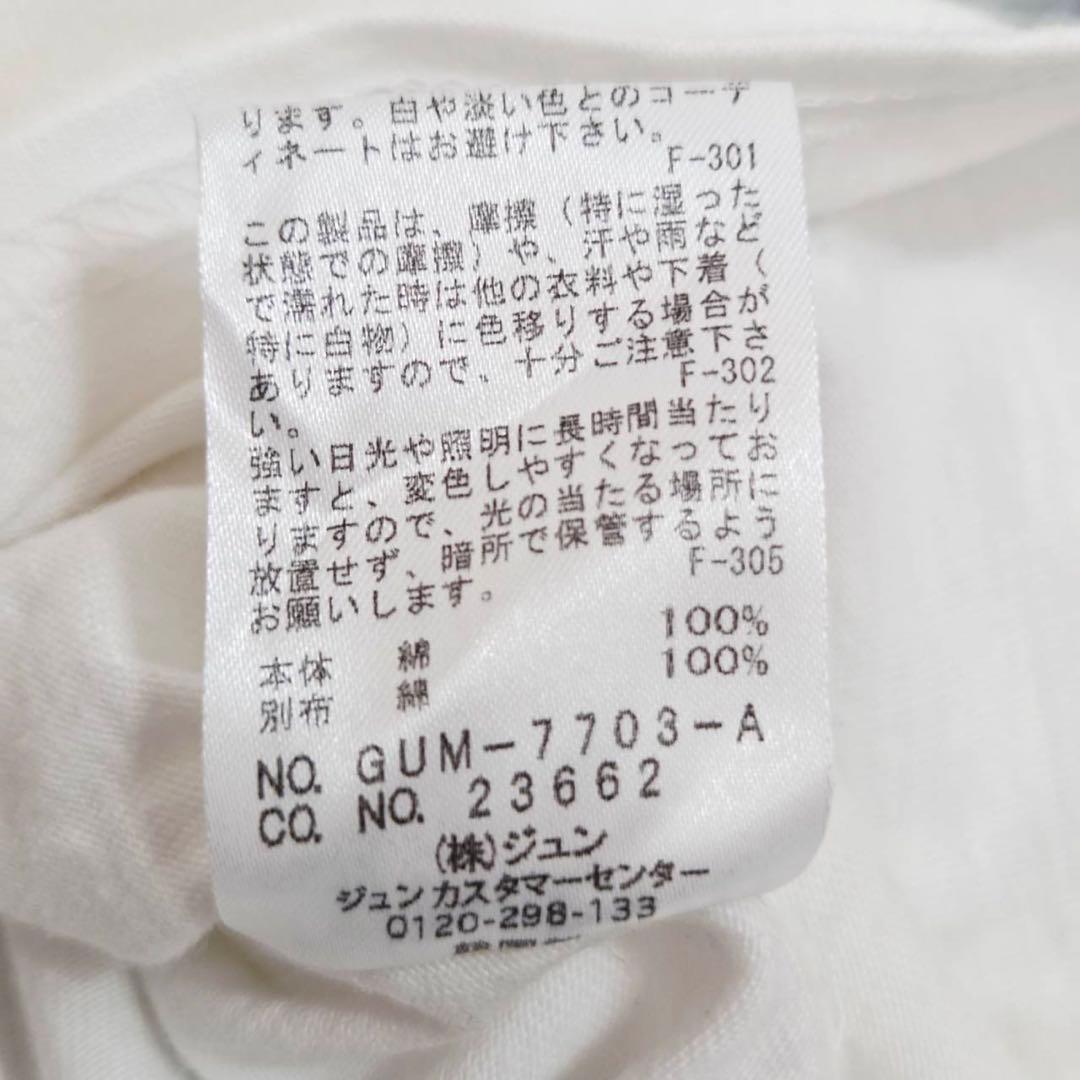 ります。白や淡い色とのコーデ
ィネートはお避け下さい。
F-301
この製品は、摩擦(特に湿った
状態での摩擦)や、汗や雨など
で濡れた時は他の衣料や下着(
特に白物)に色移りする場合が
あ りますので、十分ご注意下さ
い。
F-302
強い日光や照明に長時間当たり
ますと、変色しやすくなってお
りますので、光の当たる場所に
放置せず、暗所で保管するよう
お願いします。
F-305
本体 綿 100%
別布 綿 100%
NO. GUM-7703-A
CO. NO. 23662
(株)ジュン
ジュンカスタマーセンター
0120-298-133